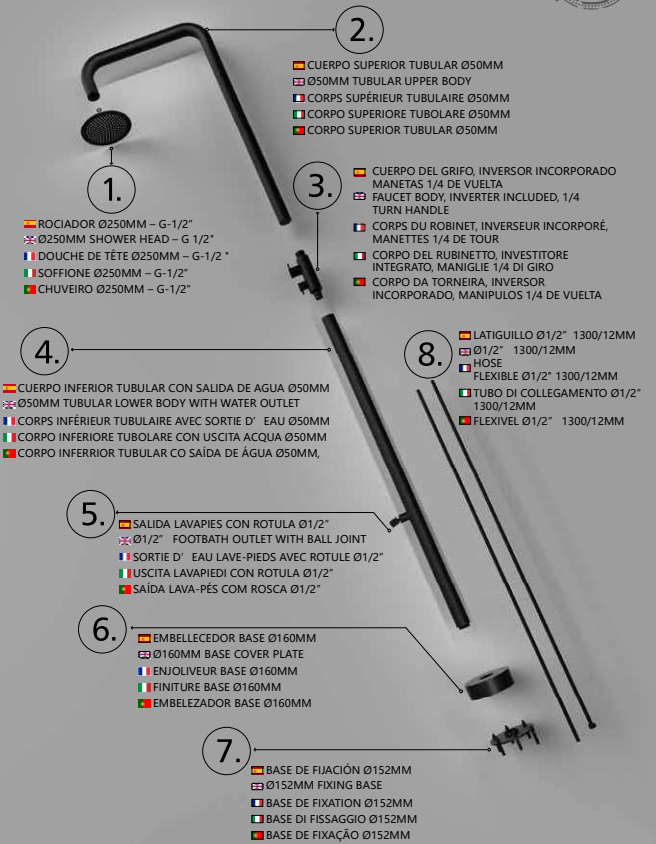 2.
CUERPO SUPERIOR TUBULAR Ø50MM
Ø50MM TUBULAR UPPER BODY
CORPS SUPÉRIEUR TUBULAIRE Ø50MM
CORPO SUPERIORE TUBOLARE Ø50MM
CORPO SUPERIOR TUBULAR Ø50MM
1.
ROCIADOR Ø250MM – G-1/2"
Ø250MM SHOWER HEAD – G 1/2"
DOUCHE DE TÊTE Ø250MM – G-1/2 "
SOFFIONE Ø250MM – G-1/2"
CHUVEIRO Ø250MM – G-1/2"
3.
CUERPO DEL GRIFO, INVERSOR INCORPORADO
MANETAS 1/4 DE VUELTA
FAUCET BODY, INVERTER INCLUDED, 1/4
TURN HANDLE
CORPS DU ROBINET, INVERSEUR INCORPORÉ,
MANETTES 1/4 DE TOUR
CORPO DEL RUBINETTO, INVESTITORE
INTEGRATO, MANIGLIE 1/4 DI GIRO
CORPO DA TORNEIRA, INVERSOR
INCORPORADO, MANIPULOS 1/4 DE VUELTA
4.
CUERPO INFERIOR TUBULAR CON SALIDA DE AGUA Ø50MM
Ø50MM TUBULAR LOWER BODY WITH WATER OUTLET
CORPS INFÉRIEUR TUBULAIRE AVEC SORTIE D' EAU Ø50MM
CORPO INFERIORE TUBOLARE CON USCITA ACQUA Ø50MM
CORPO INFERRIOR TUBULAR CO SAÍDA DE ÁGUA Ø50MM,
8.
LATIGUILLO Ø1/2" 1300/12MM
Ø1/2" 1300/12MM
HOSE
FLEXIBLE Ø1/2" 1300/12MM
TUBO DI COLLEGAMENTO Ø1/2"
1300/12MM
FLEXIVEL Ø1/2" 1300/12MM
5.
SALIDA LAVAPIES CON ROTULA Ø1/2"
Ø1/2" FOOTBATH OUTLET WITH BALL JOINT
SORTIE D' EAU LAVE-PIEDS AVEC ROTULE Ø1/2"
USCITA LAVAPIEDI CON ROTULA Ø1/2"
SAÍDA LAVA-PÉS COM ROSCA Ø1/2"
6.
EMBELLECEDOR BASE Ø160MM
Ø160MM BASE COVER PLATE
ENJOLIVEUR BASE Ø160MM
FINITURE BASE Ø160MM
EMBELEZADOR BASE Ø160MM
7.
BASE DE FIJACIÓN Ø152MM
Ø152MM FIXING BASE
BASE DE FIXATION Ø152MM
BASE DI FISSAGGIO Ø152MM
BASE DE FIXAÇÃO Ø152MM